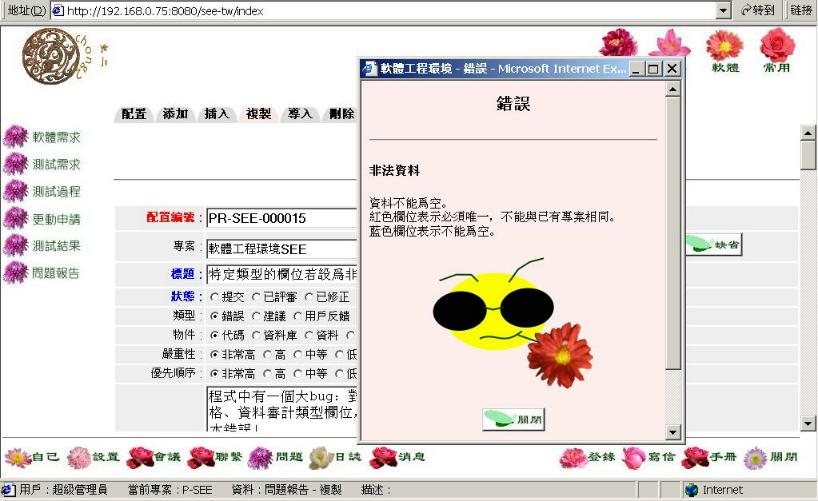 地址(D) http://192.168.0.75:8080/see-tw/index 转到 链接
chong
軟體 常用
配置 添加 插入 複製 導入 刪除
軟體需求
測試需求
測試過程
更動申請
測試結果
問題報告
配置編號: PR-SEE-000015
專案: 軟體工程環境SEE
缺省
標題: 特定類型的欄位若設爲非
狀態: 提交 已評審 已修正
類型: 錯誤 建議 用戶反饋
物件: 代碼 資料庫 資料
嚴重性: 非常高 高 中等 低
優先順序: 非常高 高 中等 低
程式中有一個大bug: 對
格、資料審計類型欄位,
軟體工程環境 - 錯誤 - Microsoft Internet Ex...
錯誤
非法資料
資料不能爲空。
紅色欄位表示必須唯一，不能與已有專案相同。
藍色欄位表示不能爲空。
關閉
自己 設置 會議 聯繫 問題 日誌 消息 登錄 寫信 手冊 關閉
用戶：超級管理員 當前專案：P-SEE 資料：問題報告 - 複製 描述： Internet